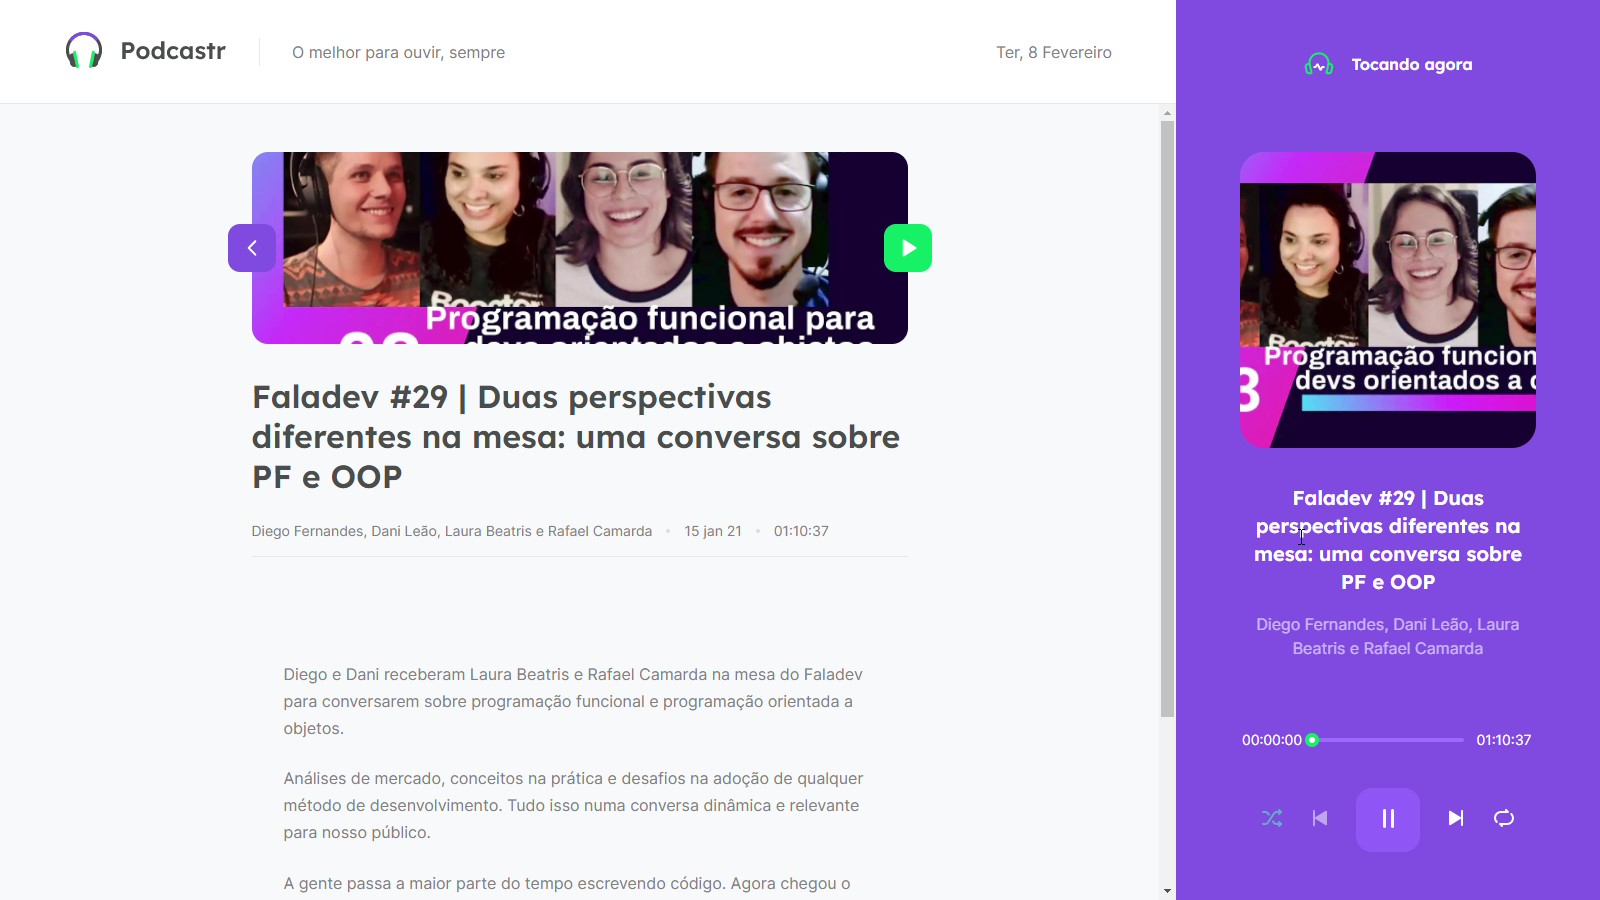 Podcastr
O melhor para ouvir, sempre
Ter, 8 Fevereiro
Programação funcional para
Faladev #29 | Duas perspectivas
diferentes na mesa: uma conversa sobre
PF e OOP
Diego Fernandes, Dani Leão, Laura Beatris e Rafael Camarda • 15 jan 21 • 01:10:37
Diego e Dani receberam Laura Beatris e Rafael Camarda na mesa do Faladev
para conversarem sobre programação funcional e programação orientada a
objetos.
Análises de mercado, conceitos na prática e desafios na adoção de qualquer
método de desenvolvimento. Tudo isso numa conversa dinâmica e relevante
para nosso público.
A gente passa a maior parte do tempo escrevendo código. Agora chegou o
Tocando agora
Programação funcion
devs orientados a
Faladev #29 | Duas
perspectivas diferentes na
mesa: uma conversa sobre
PF e OOP
Diego Fernandes, Dani Leão, Laura
Beatris e Rafael Camarda
00:00:00
01:10:37